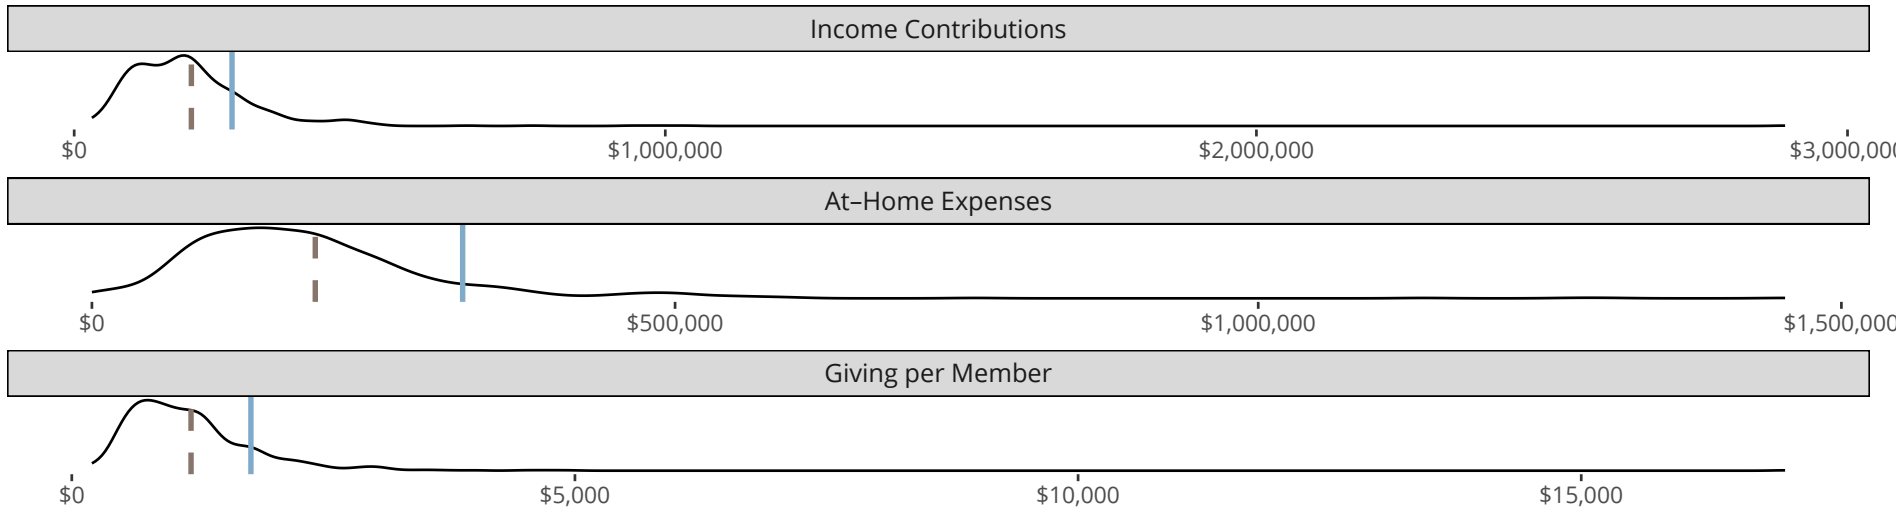 Income Contributions
$0 $1,000,000 $2,000,000 $3,000,000
At–Home Expenses
$0 $500,000 $1,000,000 $1,500,000
Giving per Member
$0 $5,000 $10,000 $15,000